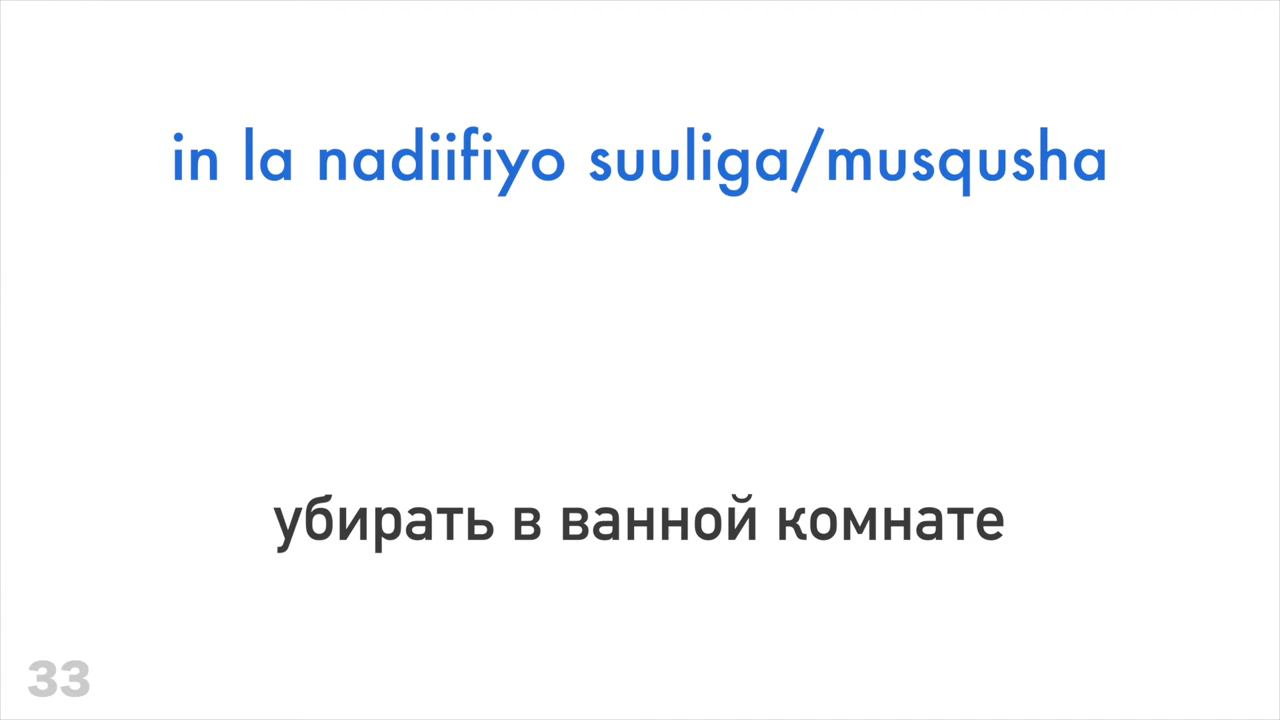 in la nadiifiyo suuliga/musqusha
убирать в ванной комнате
33